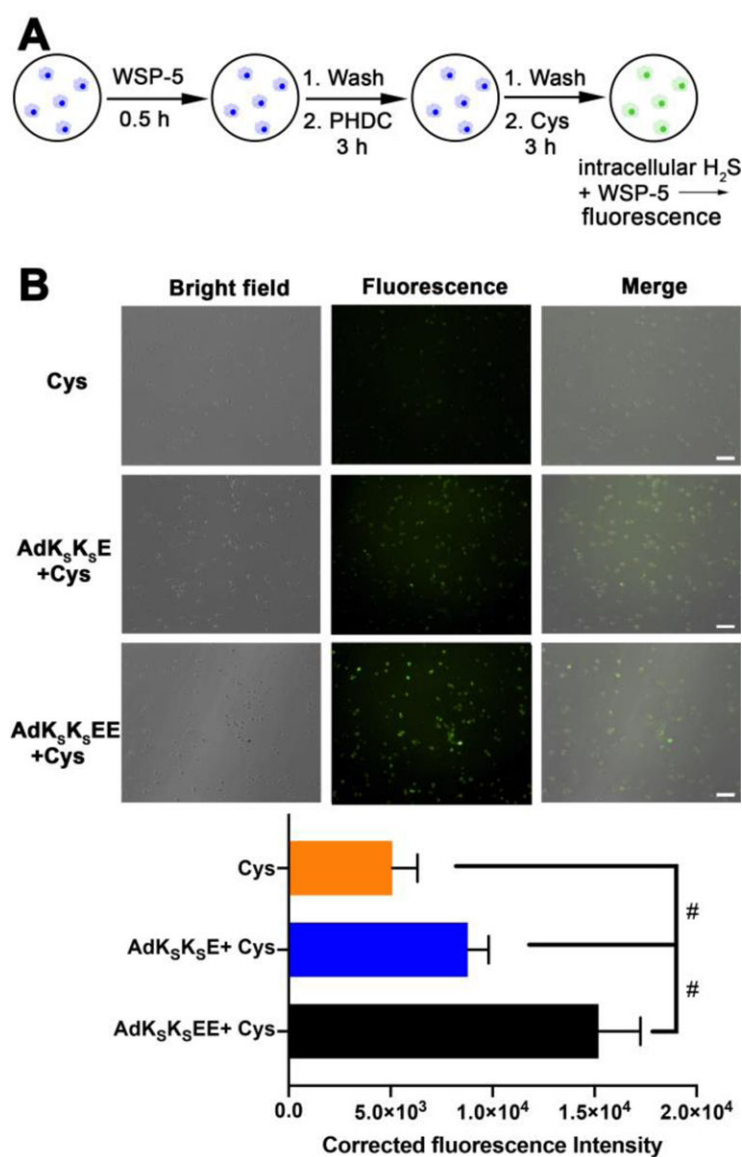 A
WSP-5
0.5 h
1. Wash
2. PHDC
3 h
1. Wash
2. Cys
3 h
intracellular H₂S
+ WSP-5 ⟶
fluorescence
B
Bright field Fluorescence Merge
Cys
AdKₛKₛE
+Cys
AdKₛKₛEE
+Cys
Cys
AdKₛKₛE+ Cys
AdKₛKₛEE+ Cys
#
#
0.0 5.0×10³ 1.0×10⁴ 1.5×10⁴ 2.0×10⁴
Corrected fluorescence Intensity